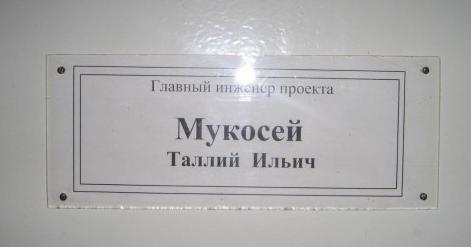 Главный инженер проекта
Мукосей
Таллий Ильич